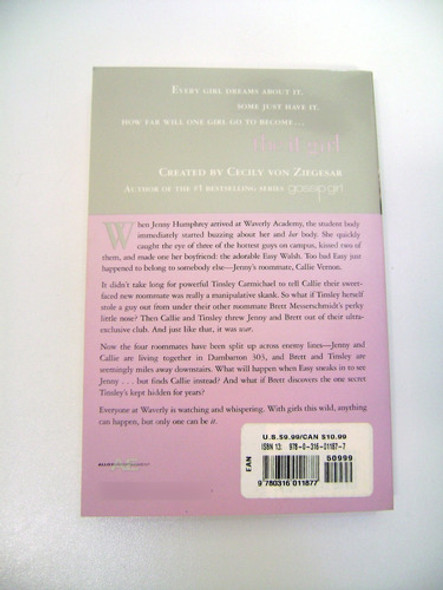 EVERY GIRL DREAMS ABOUT IT.
SOME JUST HAVE IT.
HOW FAR WILL ONE GIRL GO TO BECOME . . .
the it girl
CREATED BY CECILY VON ZIEGESAR
AUTHOR OF THE #1 BESTSELLING SERIES gossip girl
When Jenny Humphrey arrived at Waverly Academy, the student body
immediately started buzzing about her and her body. She quickly
caught the eye of three of the hottest guys on campus, kissed two of
them, and made one her boyfriend: the adorable Easy Walsh. Too bad Easy just
happened to belong to somebody else—Jenny's roommate, Callie Vernon.
It didn't take long for powerful Tinsley Carmichael to tell Callie that their sweet-
faced new roommate was really a manipulative skank. So what if Tinsley herself
stole a guy out from under their other roommate Brett Messerschmidt's perky
little nose? Then Callie and Tinsley threw Jenny and Brett out of their ultra-
exclusive club. And just like that, it was war.
Now the four roommates have been split up across enemy lines—Jenny and
Callie are living together in Dumbarton 303, and Brett and Tinsley are
seemingly miles away downstairs. What will happen when Easy sneaks in to see
Jenny . . . but finds Callie instead? And what if Brett discovers the one secret
Tinsley's kept hidden for years?
Everyone at Waverly is watching and whispering. With girls this wild, anything
can happen, but only one can be it.
U.S. $9.99/CAN $10.99
ISBN 13: 978-0-316-01187-7
50999
EAN
9 780316 011877